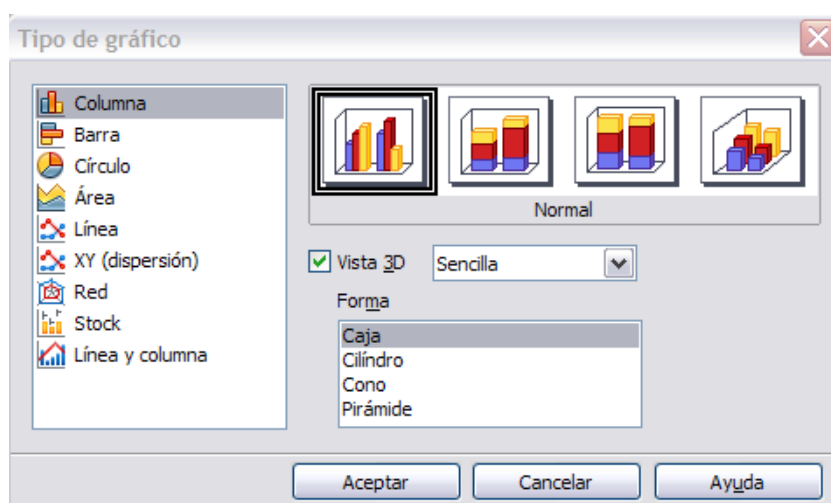 Tipo de gráfico
Columna
Barra
Círculo
Área
Línea
XY (dispersión)
Red
Stock
Línea y columna
Normal
Vista 3D
Sencilla
Forma
Caja
Cilíndro
Cono
Pirámide
Aceptar
Cancelar
Ayuda